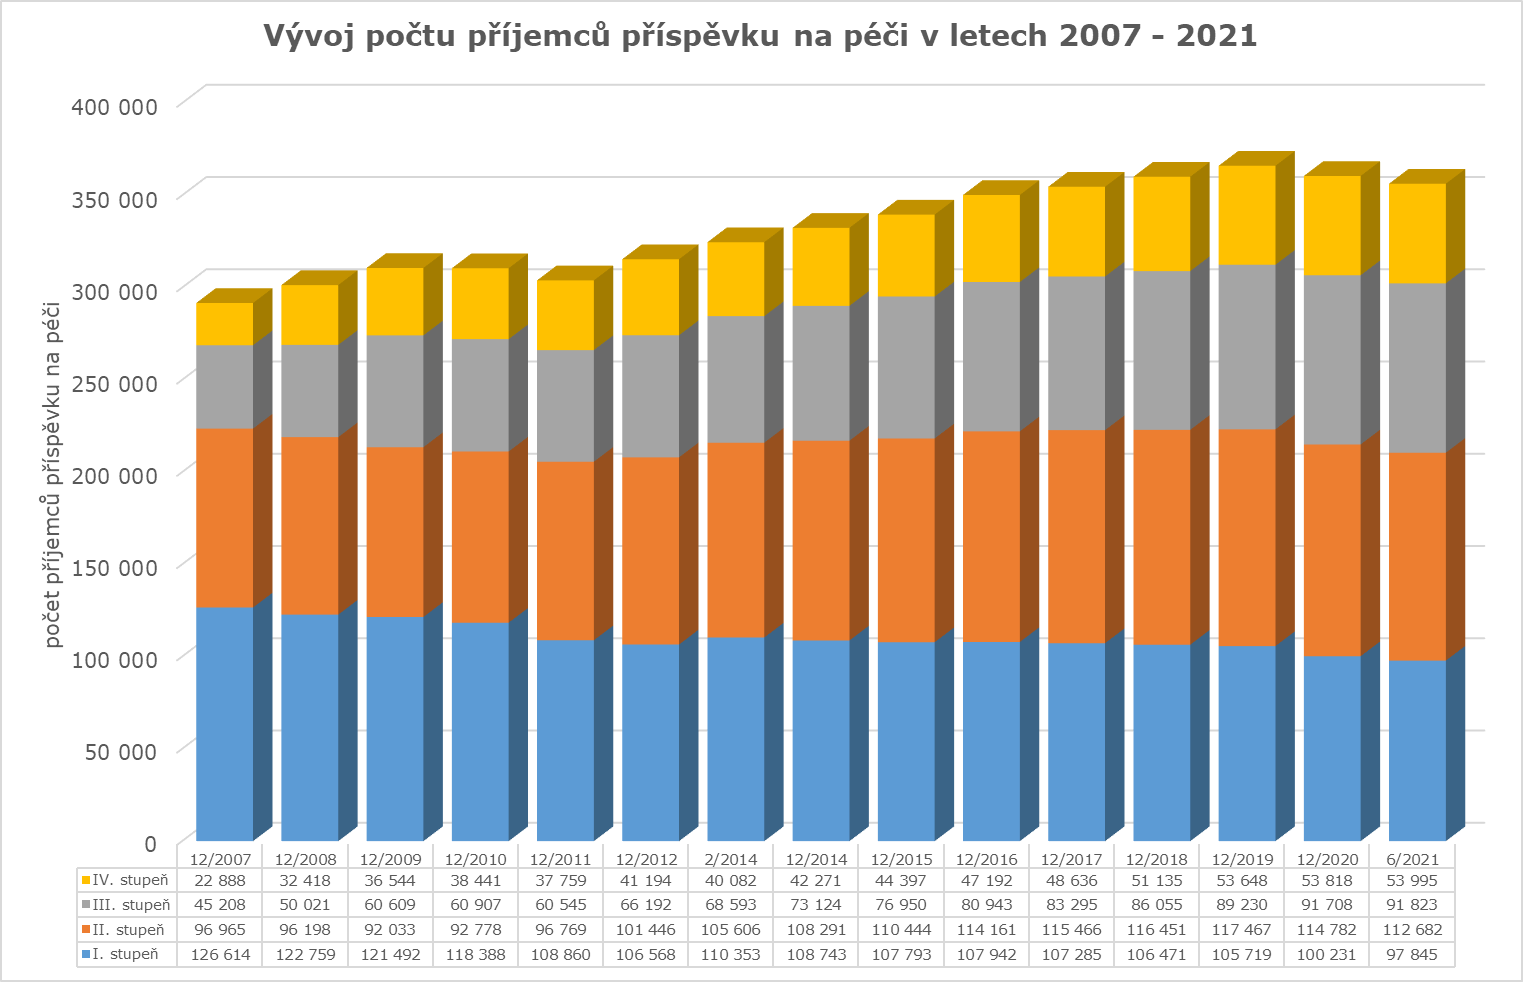 Vývoj počtu příjemců příspěvku na péči v letech 2007 - 2021
počet příjemců příspěvku na péči
400 000
350 000
300 000
250 000
200 000
150 000
100 000
50 000
0
12/2007 12/2008 12/2009 12/2010 12/2011 12/2012 2/2014 12/2014 12/2015 12/2016 12/2017 12/2018 12/2019 12/2020 6/2021
IV. stupeň 22 888 32 418 36 544 38 441 37 759 41 194 40 082 42 271 44 397 47 192 48 636 51 135 53 648 53 818 53 995
III. stupeň 45 208 50 021 60 609 60 907 60 545 66 192 68 593 73 124 76 950 80 943 83 295 86 055 89 230 91 708 91 823
II. stupeň 96 965 96 198 92 033 92 778 96 769 101 446 105 606 108 291 110 444 114 161 115 466 116 451 117 467 114 782 112 682
I. stupeň 126 614 122 759 121 492 118 388 108 860 106 568 110 353 108 743 107 793 107 942 107 285 106 471 105 719 100 231 97 845